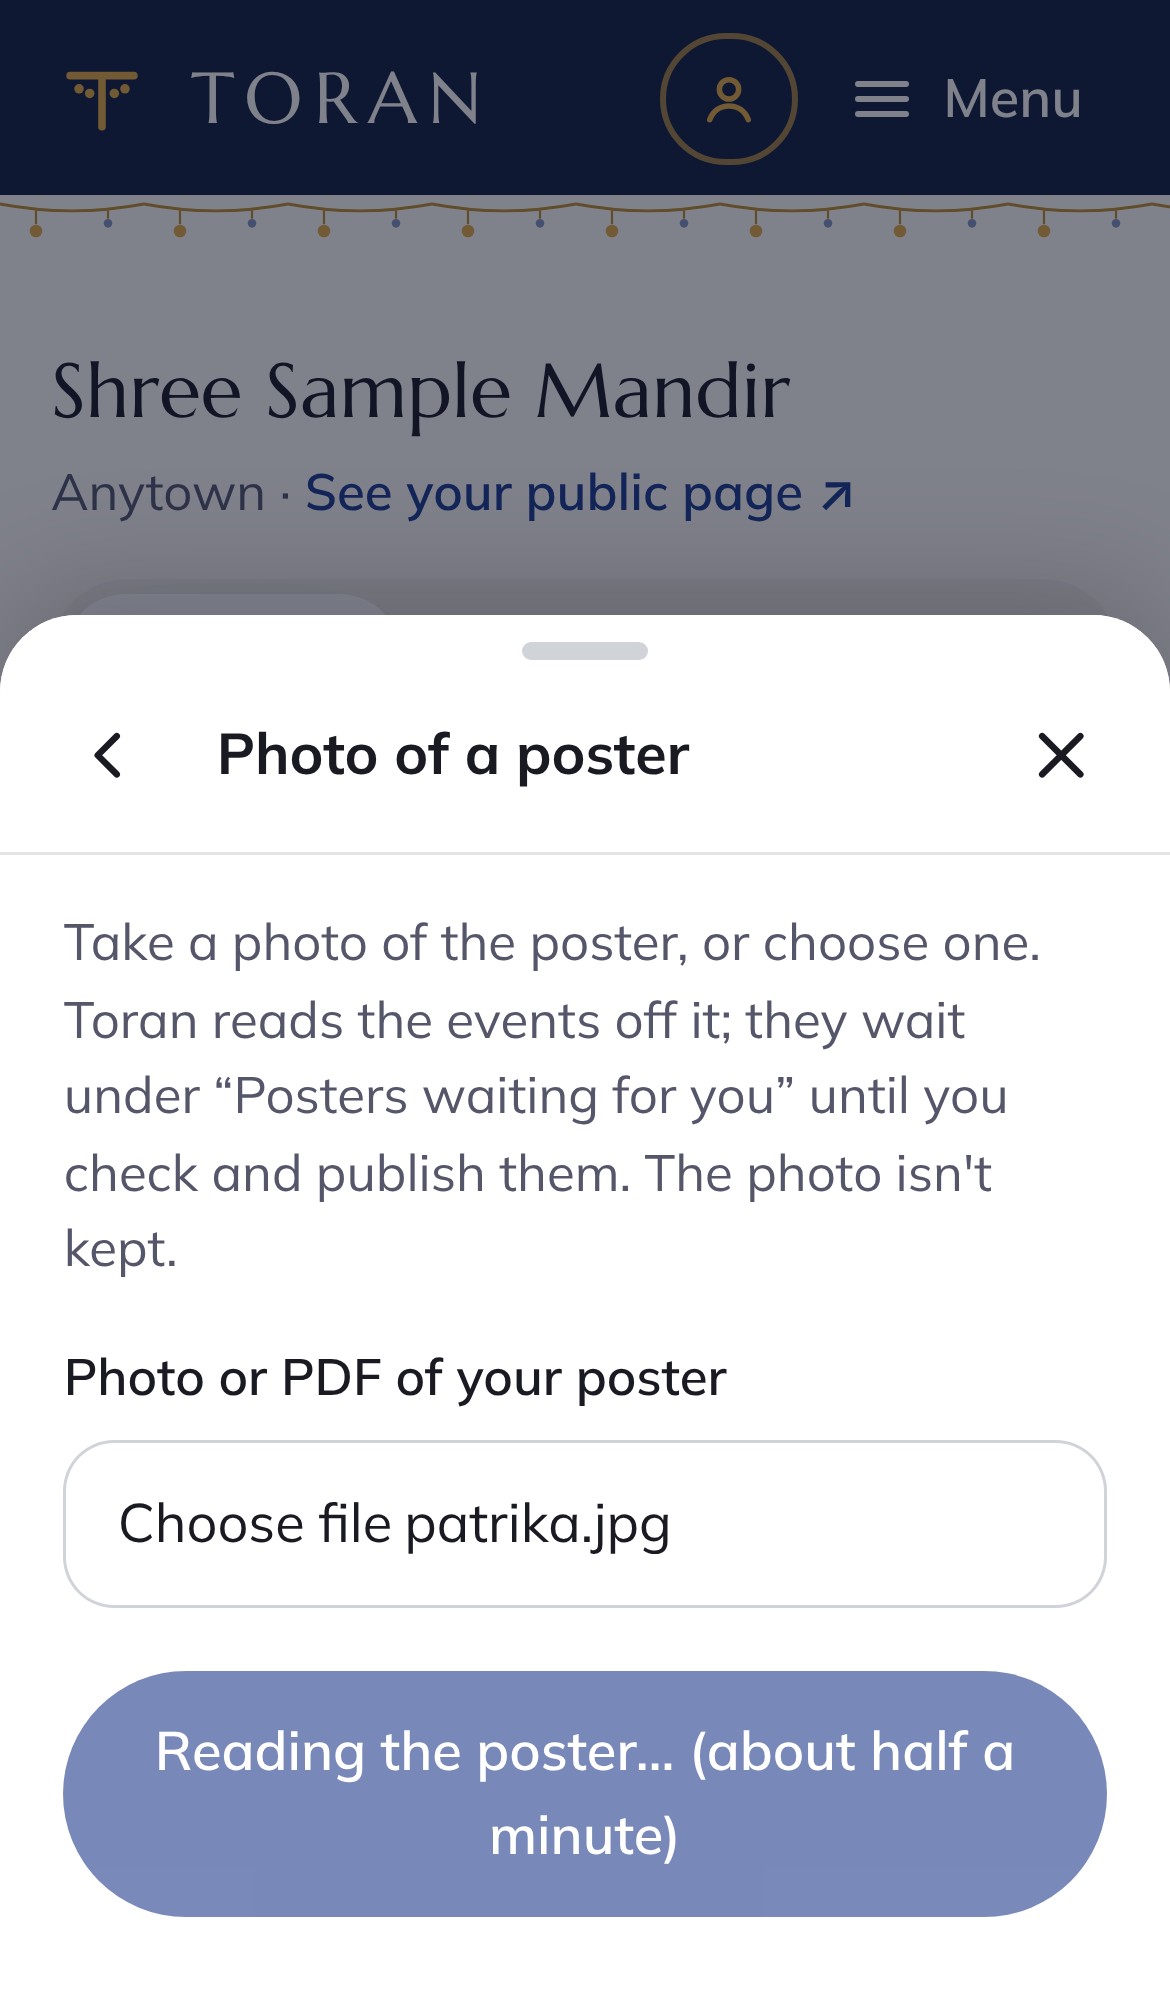 TORAN
Menu
Shree Sample Mandir
Anytown · See your public page ↗
Photo of a poster
Take a photo of the poster, or choose one.
Toran reads the events off it; they wait
under “Posters waiting for you” until you
check and publish them. The photo isn't
kept.
Photo or PDF of your poster
Choose file patrika.jpg
Reading the poster… (about half a
minute)